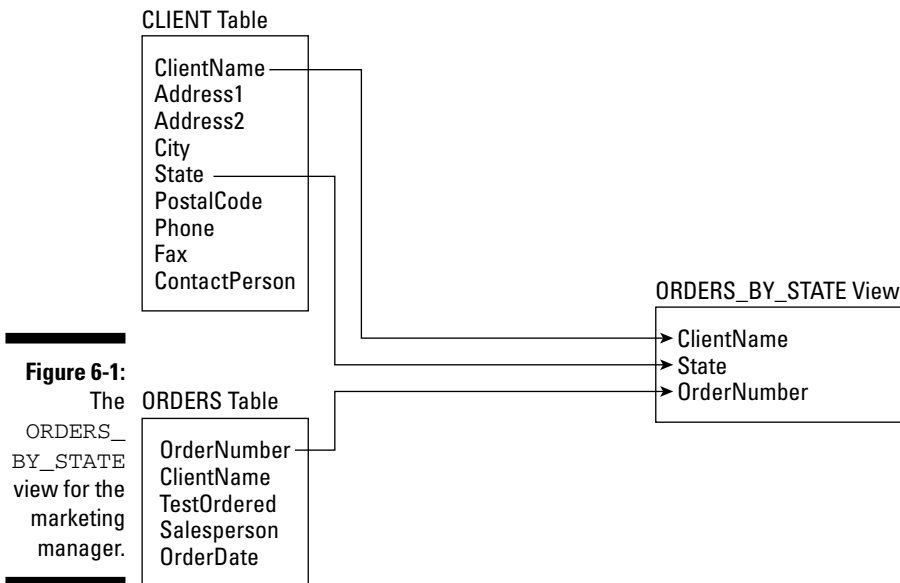 CLIENT Table
ClientName
Address1
Address2
City
State
PostalCode
Phone
Fax
ContactPerson
ORDERS_BY_STATE View
ClientName
State
OrderNumber
Figure 6-1:
The
ORDERS_
BY_STATE
view for the
marketing
manager.
ORDERS Table
OrderNumber
ClientName
TestOrdered
Salesperson
OrderDate